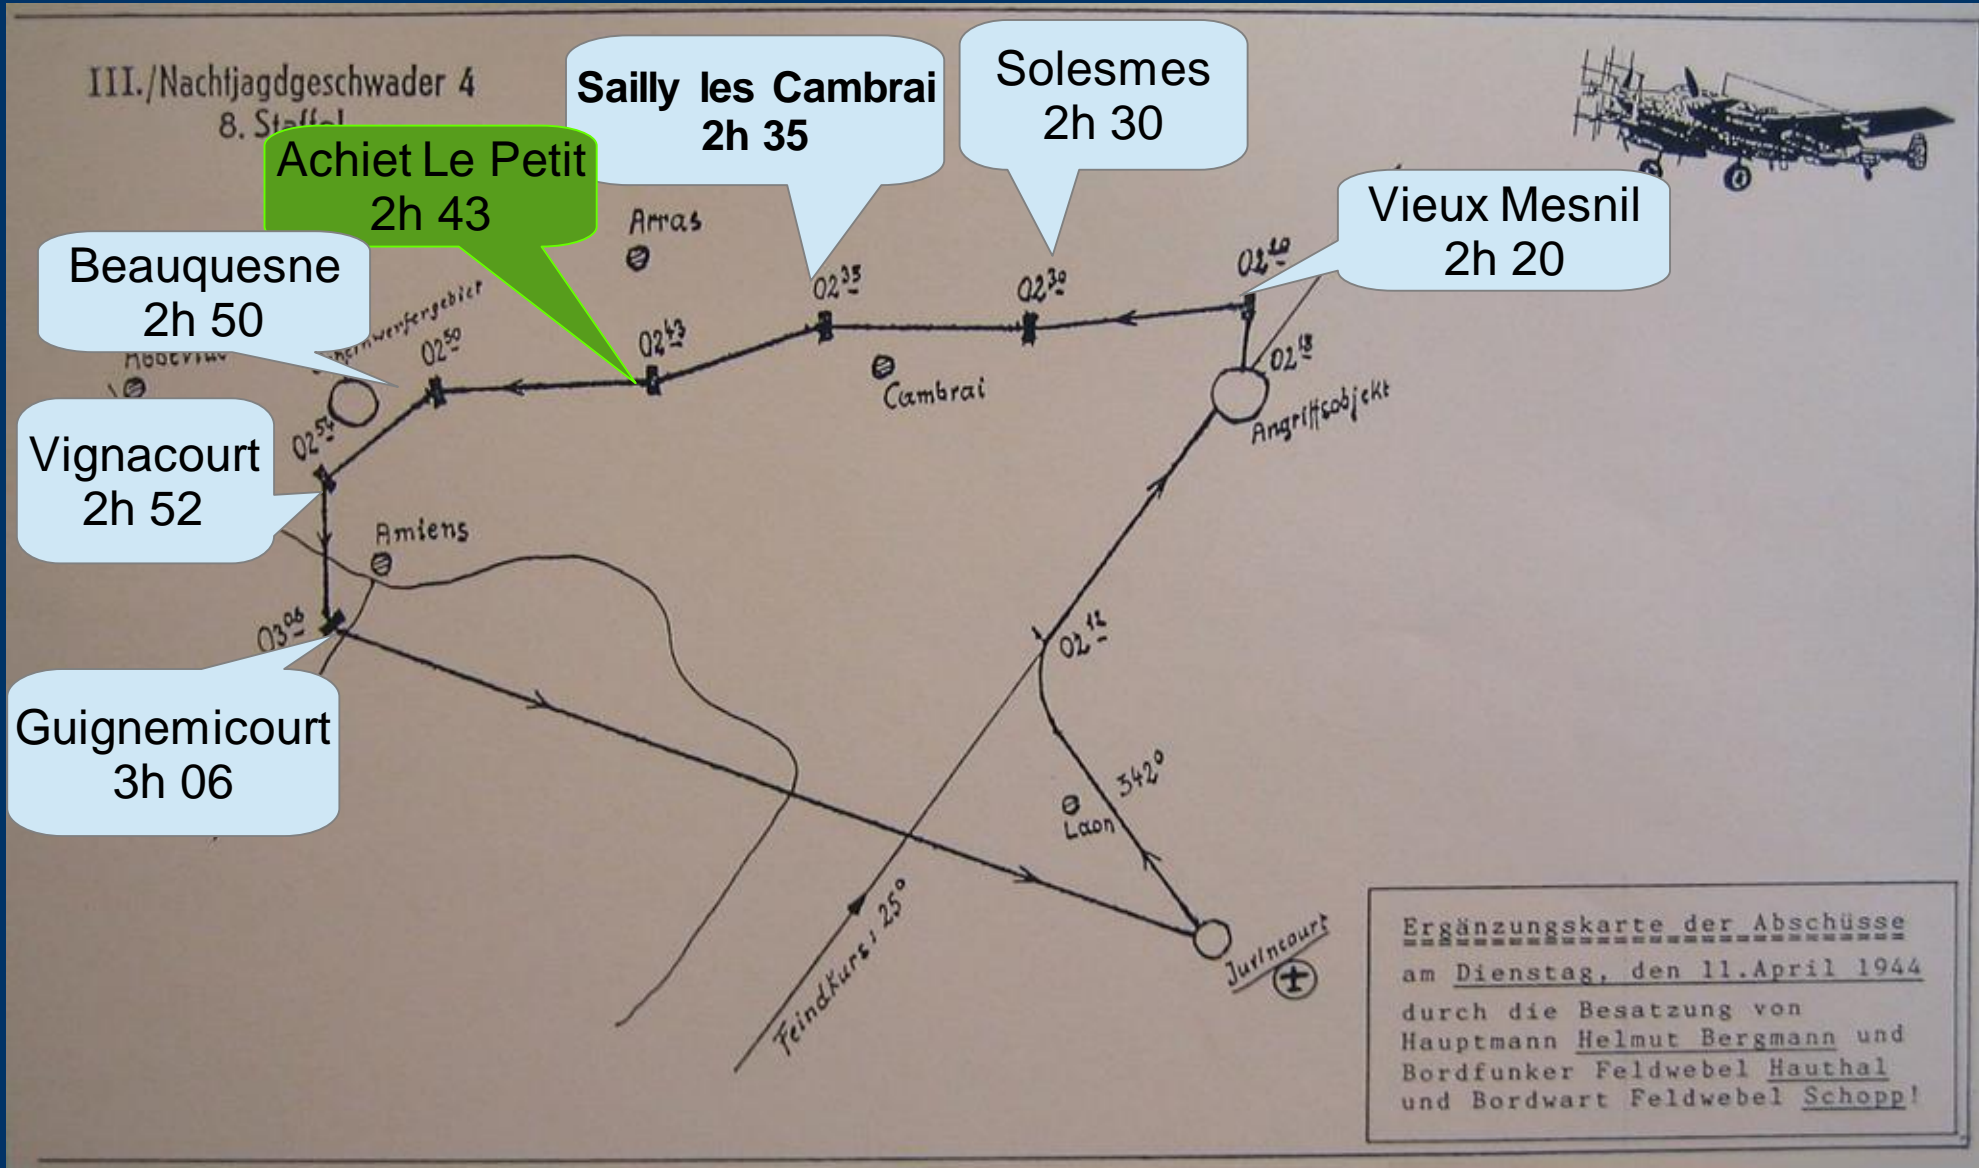 III./Nachtjagdgeschwader 4
8. Staffel
Sailly les Cambrai
2h 35
Solesmes
2h 30
Achiet Le Petit
2h 43
Vieux Mesnil
2h 20
Beauquesne
2h 50
Arras
02 35
02 30
02 20
02 18
02 43
02 50
Cambrai
Angriffsobjekt
02 54
Vignacourt
2h 52
Amiens
03 06
02 12
Guignemicourt
3h 06
342°
Laon
Feindkurs: 25°
Juvincourt
Ergänzungskarte der Abschüsse
am Dienstag, den 11.April 1944
durch die Besatzung von
Hauptmann Helmut Bergmann und
Bordfunker Feldwebel Hauthal
und Bordwart Feldwebel Schopp!